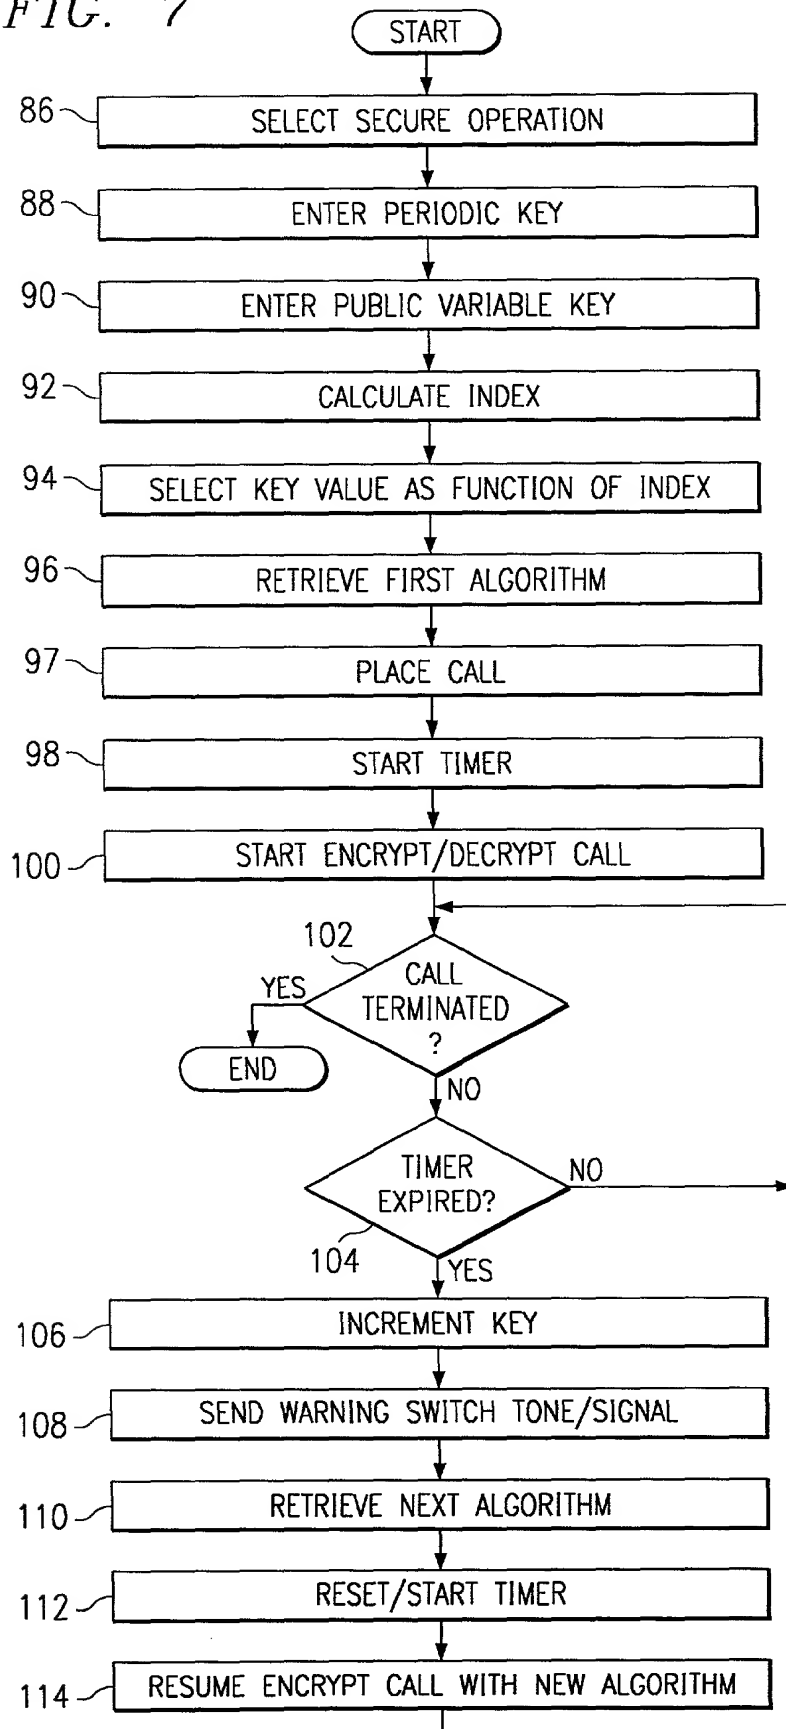 FIG. 7
START
86
SELECT SECURE OPERATION
88
ENTER PERIODIC KEY
90
ENTER PUBLIC VARIABLE KEY
92
CALCULATE INDEX
94
SELECT KEY VALUE AS FUNCTION OF INDEX
96
RETRIEVE FIRST ALGORITHM
97
PLACE CALL
98
START TIMER
100
START ENCRYPT/DECRYPT CALL
102
CALL
TERMINATED
?
YES
END
NO
TIMER
EXPIRED?
NO
104
YES
106
INCREMENT KEY
108
SEND WARNING SWITCH TONE/SIGNAL
110
RETRIEVE NEXT ALGORITHM
112
RESET/START TIMER
114
RESUME ENCRYPT CALL WITH NEW ALGORITHM